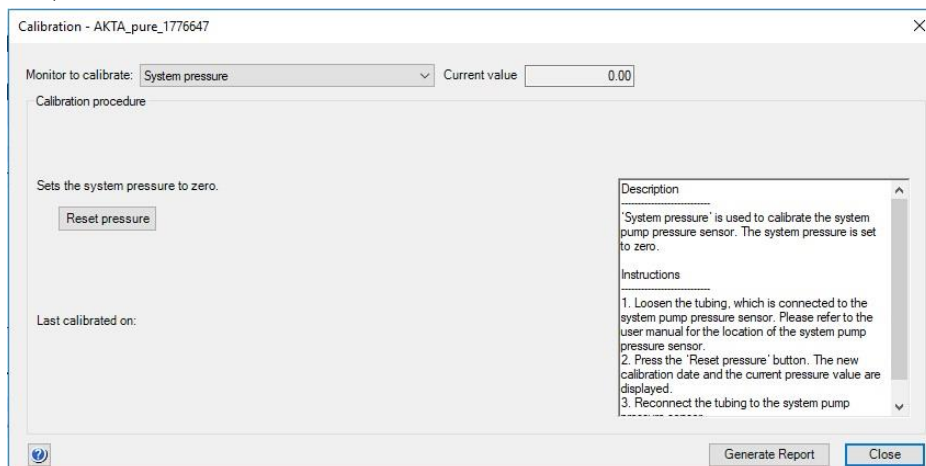 Calibration - AKTA_pure_1776647
Monitor to calibrate: System pressure Current value 0.00
Calibration procedure
Sets the system pressure to zero.
Reset pressure
Last calibrated on:
Description
----------------------------
'System pressure' is used to calibrate the system
pump pressure sensor. The system pressure is set
to zero.
Instructions
----------------------------
1. Loosen the tubing, which is connected to the
system pump pressure sensor. Please refer to the
user manual for the location of the system pump
pressure sensor.
2. Press the 'Reset pressure' button. The new
calibration date and the current pressure value are
displayed.
3. Reconnect the tubing to the system pump
Generate Report Close